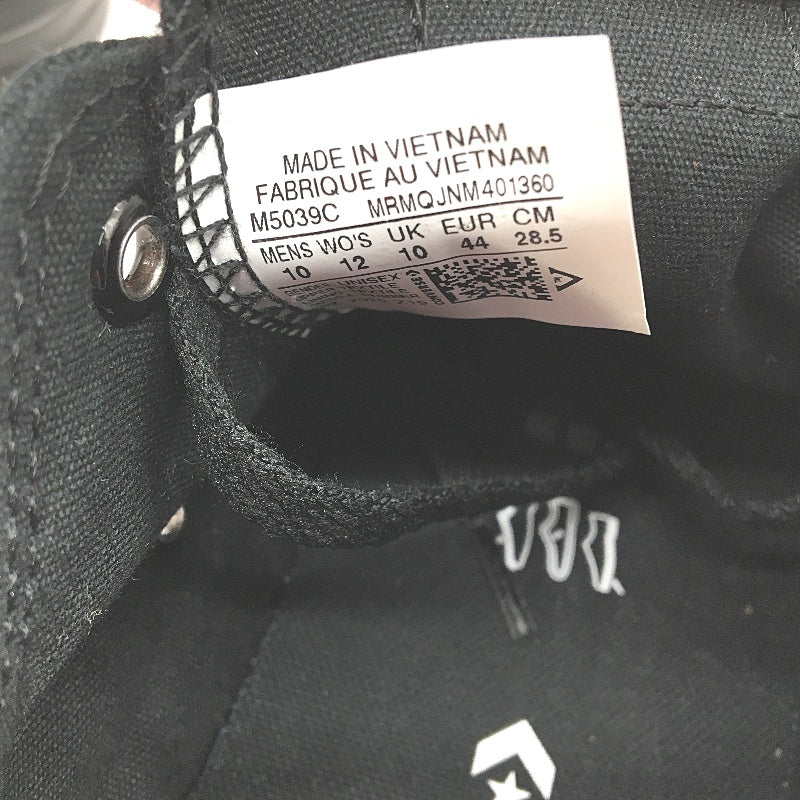 MADE IN VIETNAM
FABRIQUE AU VIETNAM
M5039C MRMQJNM401360
MENS WO'S UK EUR CM
10 12 10 44 28.5
UNISEX